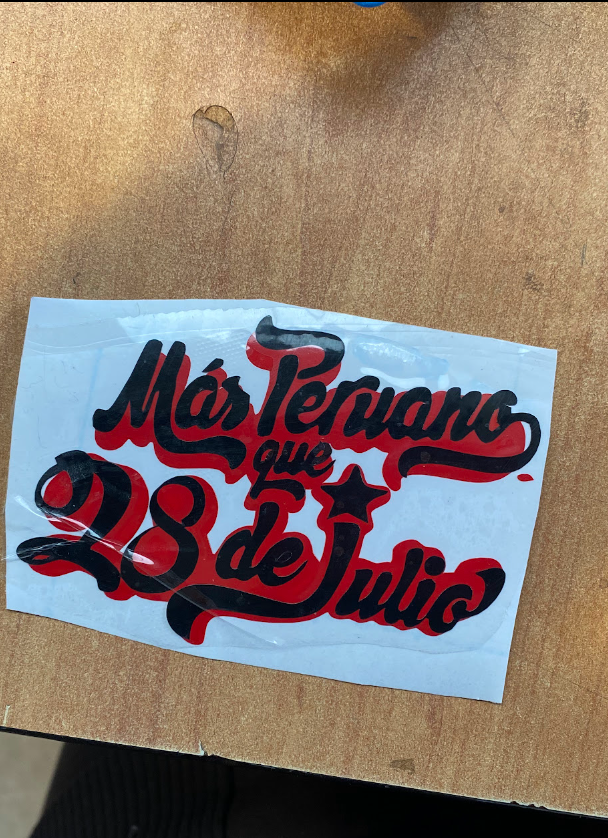 Más Peruano
que
28 de Julio